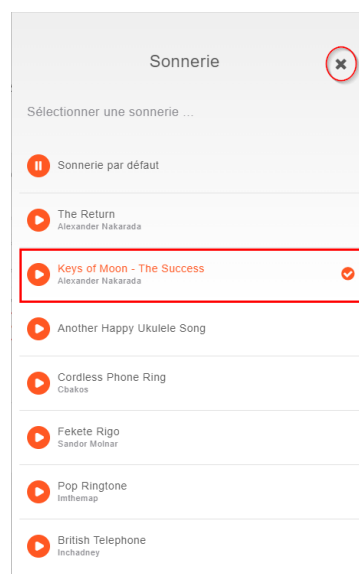 Sonnerie
Sélectionner une sonnerie ...
Sonnerie par défaut
The Return
Alexander Nakarada
Keys of Moon - The Success
Alexander Nakarada
Another Happy Ukulele Song
Cordless Phone Ring
Cbakos
Fekete Rigo
Sandor Molnar
Pop Ringtone
Imthemap
British Telephone
Inchadney